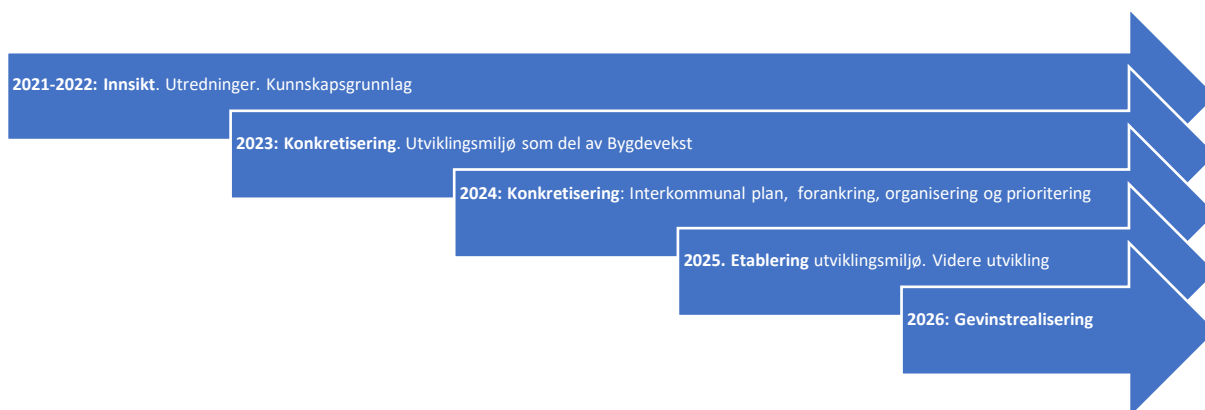 2021-2022: Innsikt. Utredninger. Kunnskapsgrunnlag
2023: Konkretisering. Utviklingsmiljø som del av Bygdevekst
2024: Konkretisering: Interkommunal plan, forankring, organisering og prioritering
2025. Etablering utviklingsmiljø. Videre utvikling
2026: Gevinstrealisering